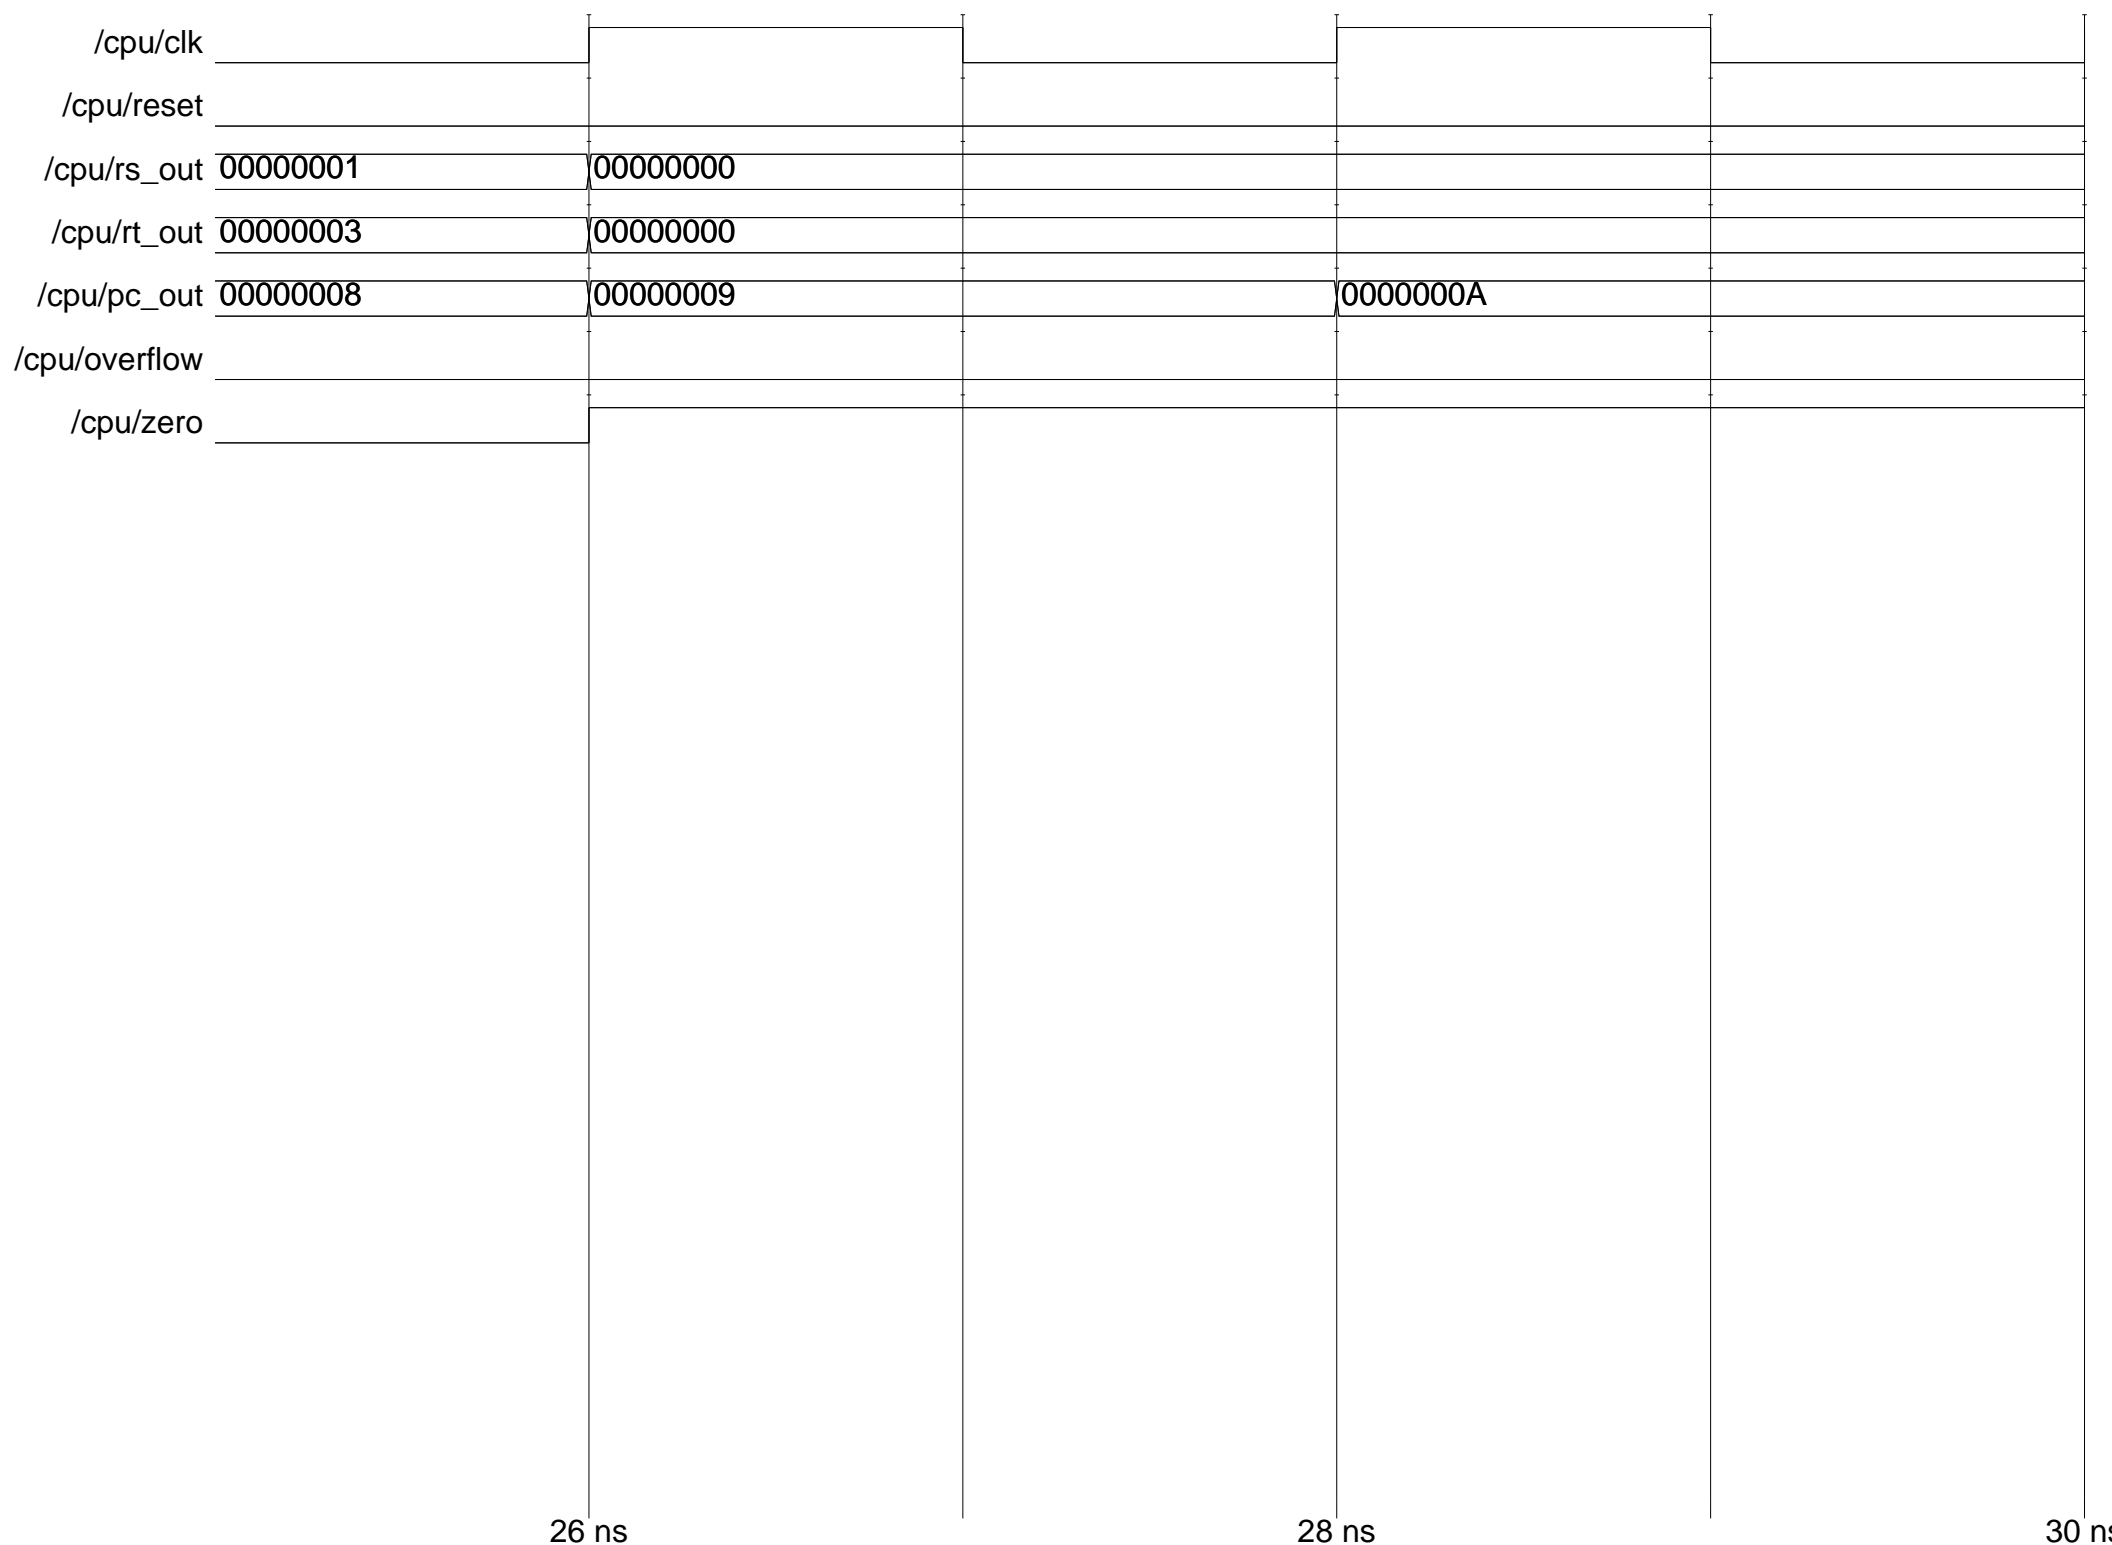 /cpu/clk
/cpu/reset
/cpu/rs_out 00000001 00000000
/cpu/rt_out 00000003 00000000
/cpu/pc_out 00000008 00000009 0000000A
/cpu/overflow
/cpu/zero
26 ns 28 ns 30 ns